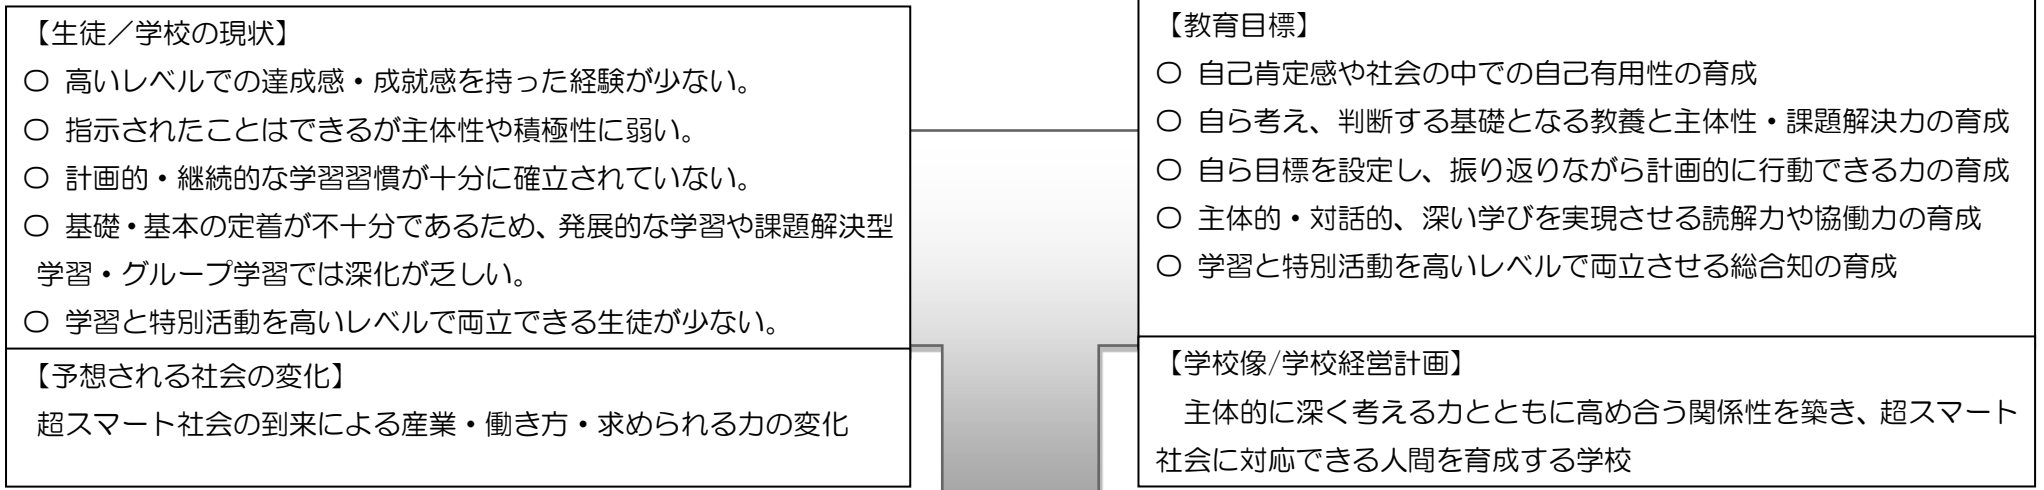 【生徒／学校の現状】
○ 高いレベルでの達成感・成就感を持った経験が少ない。
○ 指示されたことはできるが主体性や積極性に弱い。
○ 計画的・継続的な学習習慣が十分に確立されていない。
○ 基礎・基本の定着が不十分であるため、発展的な学習や課題解決型
学習・グループ学習では深化が乏しい。
○ 学習と特別活動を高いレベルで両立できる生徒が少ない。
【予想される社会の変化】
超スマート社会の到来による産業・働き方・求められる力の変化
【教育目標】
○ 自己肯定感や社会の中での自己有用性の育成
○ 自ら考え、判断する基礎となる教養と主体性・課題解決力の育成
○ 自ら目標を設定し、振り返りながら計画的に行動できる力の育成
○ 主体的・対話的、深い学びを実現させる読解力や協働力の育成
○ 学習と特別活動を高いレベルで両立させる総合知の育成
【学校像/学校経営計画】
主体的に深く考える力とともに高め合う関係性を築き、超スマート
社会に対応できる人間を育成する学校